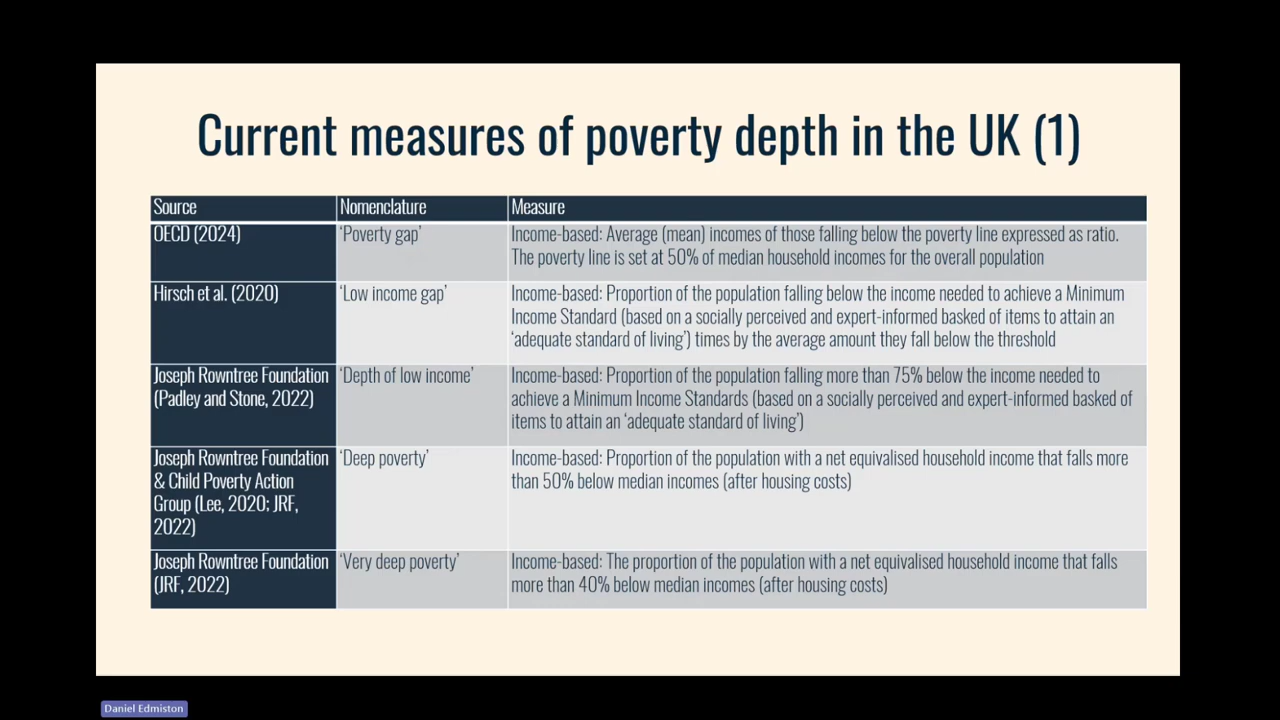 Current measures of poverty depth in the UK (1)
Source Nomenclature Measure
OECD (2024) ‘Poverty gap’ Income-based: Average (mean) incomes of those falling below the poverty line expressed as ratio.
The poverty line is set at 50% of median household incomes for the overall population
Hirsch et al. (2020) ‘Low income gap’ Income-based: Proportion of the population falling below the income needed to achieve a Minimum
Income Standard (based on a socially perceived and expert-informed basked of items to attain an
‘adequate standard of living’) times by the average amount they fall below the threshold
Joseph Rowntree Foundation ‘Depth of low income’ Income-based: Proportion of the population falling more than 75% below the income needed to
(Padley and Stone, 2022) achieve a Minimum Income Standards (based on a socially perceived and expert-informed basked of
items to attain an ‘adequate standard of living’)
Joseph Rowntree Foundation ‘Deep poverty’ Income-based: Proportion of the population with a net equivalised household income that falls more
& Child Poverty Action than 50% below median incomes (after housing costs)
Group (Lee, 2020; JRF,
2022)
Joseph Rowntree Foundation ‘Very deep poverty’ Income-based: The proportion of the population with a net equivalised household income that falls
(JRF, 2022) more than 40% below median incomes (after housing costs)
Daniel Edmiston